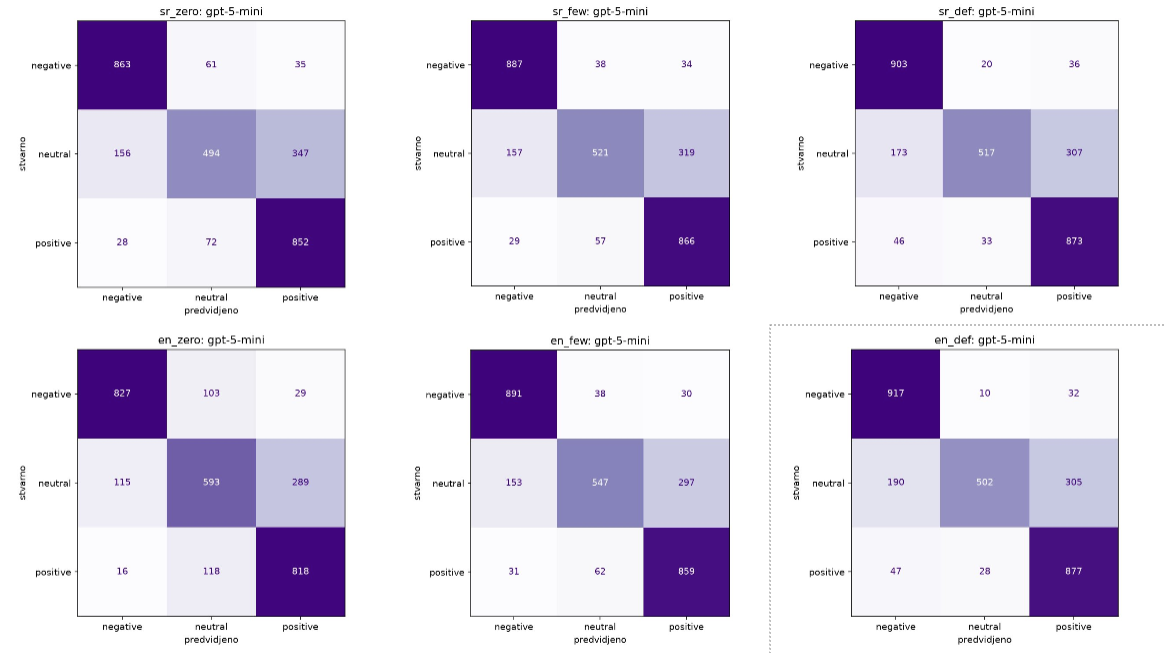 sr_zero: gpt-5-mini
negative 863 61 35
neutral 156 494 347
positive 28 72 852
stvarno
negative neutral positive
predvidjeno
sr_few: gpt-5-mini
negative 887 38 34
neutral 157 521 319
positive 29 57 866
stvarno
negative neutral positive
predvidjeno
sr_def: gpt-5-mini
negative 903 20 36
neutral 173 517 307
positive 46 33 873
stvarno
negative neutral positive
predvidjeno
en_zero: gpt-5-mini
negative 827 103 29
neutral 115 593 289
positive 16 118 818
stvarno
negative neutral positive
predvidjeno
en_few: gpt-5-mini
negative 891 38 30
neutral 153 547 297
positive 31 62 859
stvarno
negative neutral positive
predvidjeno
en_def: gpt-5-mini
negative 917 10 32
neutral 190 502 305
positive 47 28 877
stvarno
negative neutral positive
predvidjeno